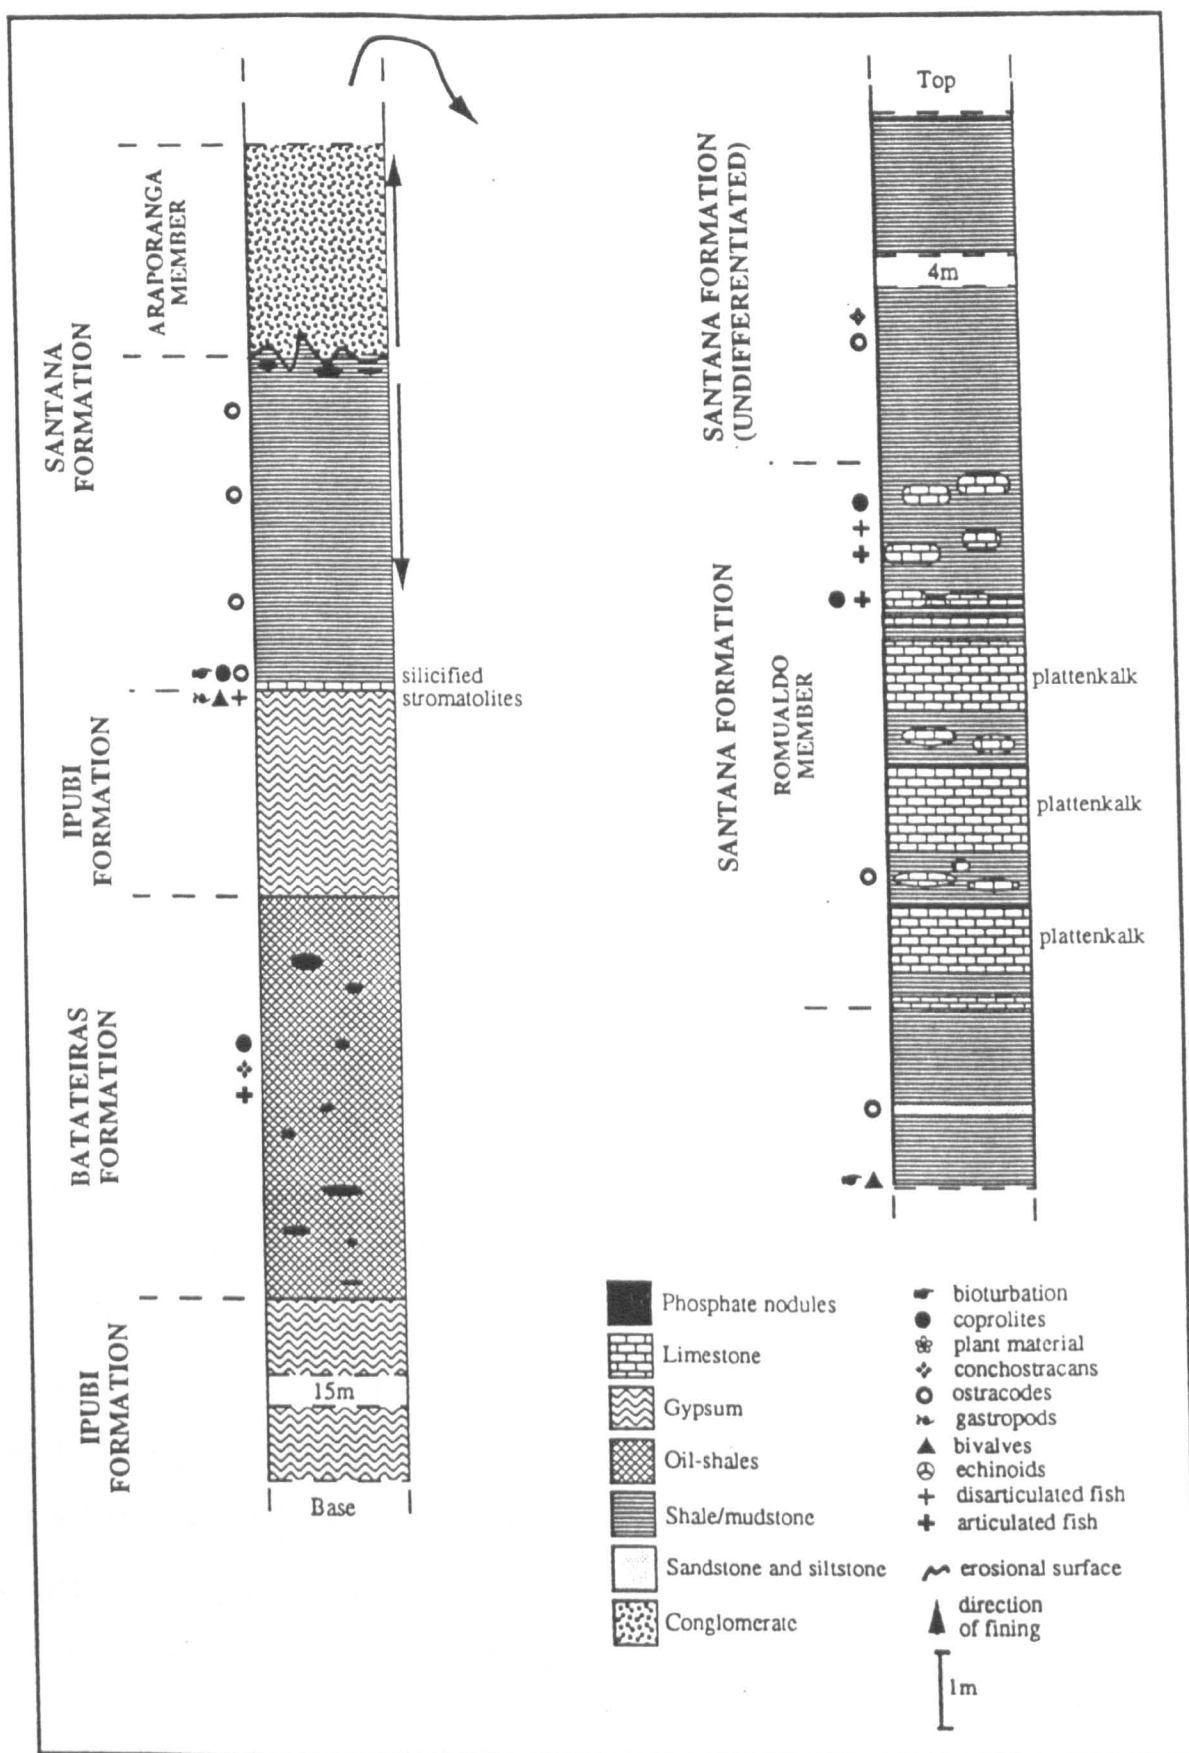 ARAPORANGA
MEMBER
SANTANA
FORMATION
silicified
stromatolites
IPUBI
FORMATION
BATATEIRAS
FORMATION
IPUBI
FORMATION
15m
Base
Top
SANTANA FORMATION
(UNDIFFERENTIATED)
4m
SANTANA FORMATION
ROMUALDO
MEMBER
plattenkalk
plattenkalk
plattenkalk
Phosphate nodules
Limestone
Gypsum
Oil-shales
Shale/mudstone
Sandstone and siltstone
Conglomerate
bioturbation
coprolites
plant material
conchostracans
ostracodes
gastropods
bivalves
echinoids
disarticulated fish
articulated fish
erosional surface
direction
of fining
1m